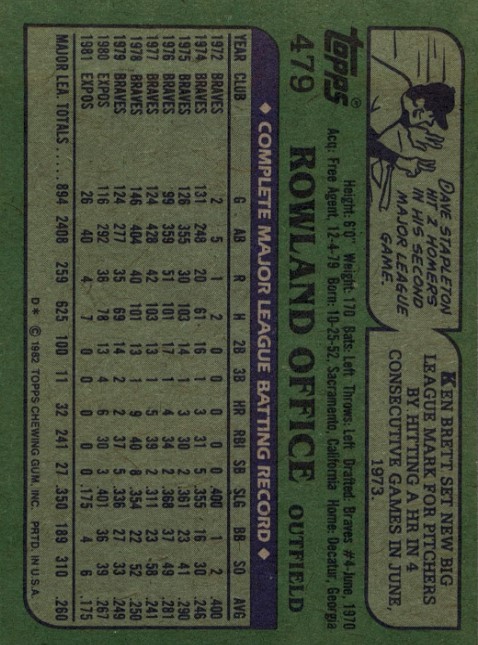 DAVE STAPLETON
HIT 2 HOMERS
IN HIS SECOND
MAJOR LEAGUE
GAME.
KEN BRETT SET NEW BIG
LEAGUE MARK FOR PITCHERS
BY HITTING A HR IN 4
CONSECUTIVE GAMES IN JUNE,
1973.
TOPPS®
479 ROWLAND OFFICE OUTFIELD
Height: 6'0" Weight: 170 Bats: Left Throws: Left Drafted: Braves #4-June, 1970
Acq: Free Agent, 12-4-79 Born: 10-25-52, Sacramento, California Home: Decatur, Georgia
◆ COMPLETE MAJOR LEAGUE BATTING RECORD ◆
YEAR CLUB G AB R H 2B 3B HR RBI SB SLG BB SO AVG
1972 BRAVES 2 5 1 2 0 0 0 0 0 .400 1 2 .400
1974 BRAVES 131 248 20 61 16 1 3 31 5 .355 16 30 .246
1975 BRAVES 126 355 30 103 14 1 3 30 2 .361 23 41 .290
1976 BRAVES 99 359 51 101 17 1 4 34 2 .368 37 49 .281
1977 BRAVES 124 428 42 103 13 1 5 39 2 .311 23 58 .241
1978 BRAVES 146 404 40 101 13 1 9 40 8 .354 22 52 .250
1979 BRAVES 124 277 35 69 14 2 2 37 5 .336 27 33 .249
1980 EXPOS 116 292 36 78 13 4 6 30 3 .401 36 39 .267
1981 EXPOS 26 40 4 7 0 0 0 0 0 .175 4 6 .175
MAJOR LEA. TOTALS ..... 894 2408 259 625 100 11 32 241 27 .350 189 310 .260
D* © 1982 TOPPS CHEWING GUM, INC. PRTD. IN U.S.A.